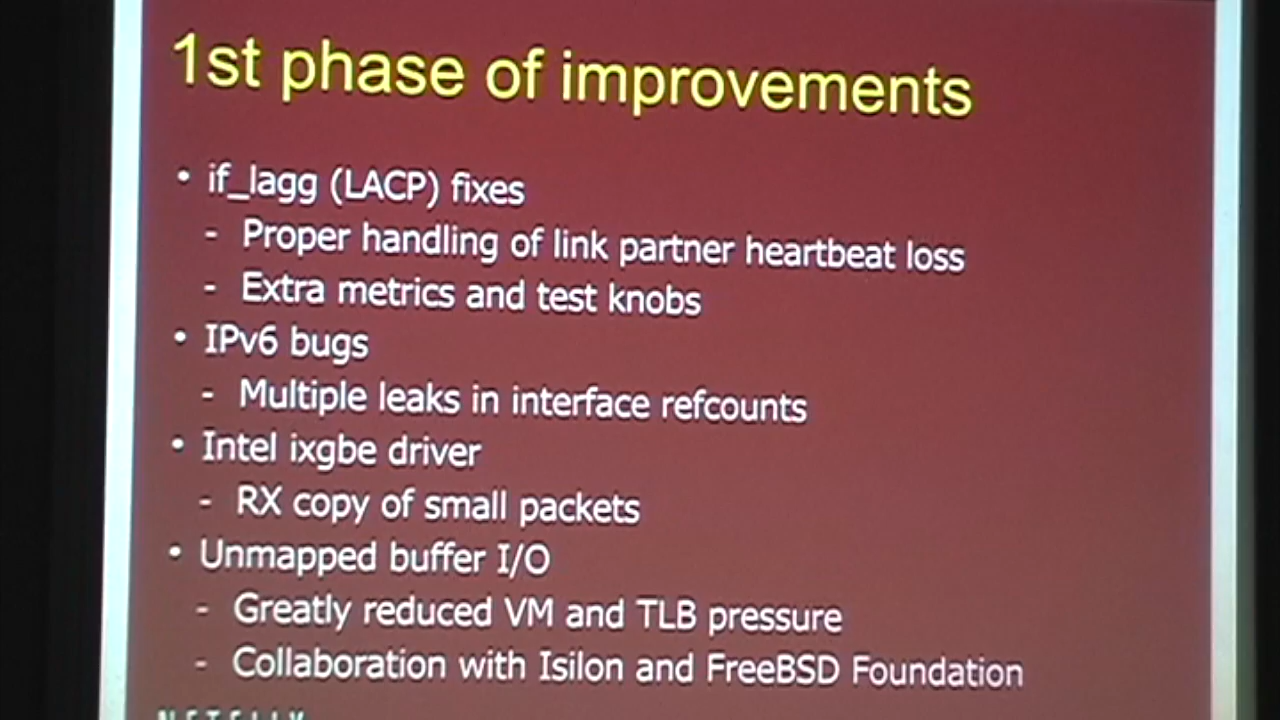 1st phase of improvements
• if_lagg (LACP) fixes
- Proper handling of link partner heartbeat loss
- Extra metrics and test knobs
• IPv6 bugs
- Multiple leaks in interface refcounts
• Intel ixgbe driver
- RX copy of small packets
• Unmapped buffer I/O
- Greatly reduced VM and TLB pressure
- Collaboration with Isilon and FreeBSD Foundation
NETFLIX